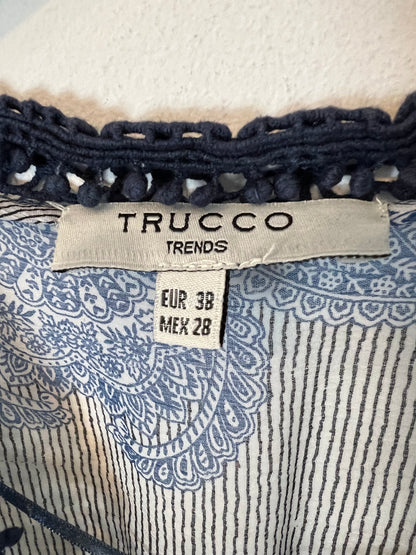 TRUCCO
TRENDS
EUR 38
MEX 28